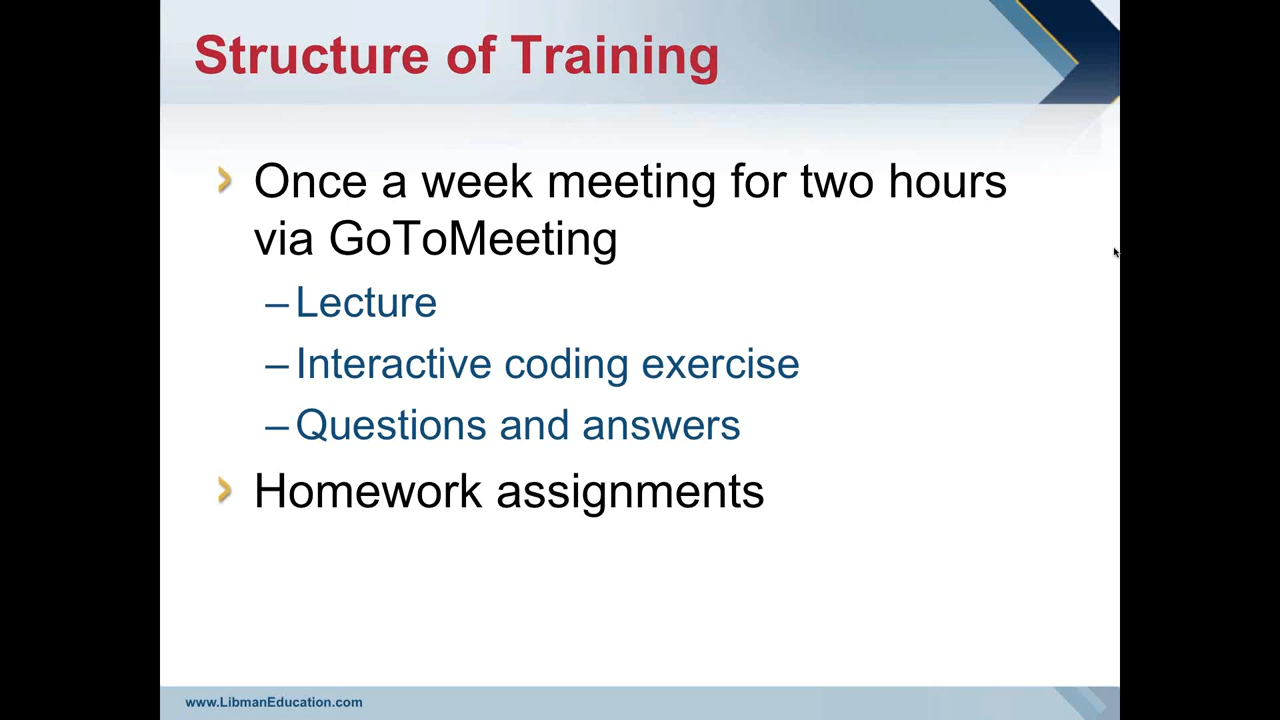 Structure of Training
Once a week meeting for two hours
via GoToMeeting
–Lecture
–Interactive coding exercise
–Questions and answers
Homework assignments
www.LibmanEducation.com